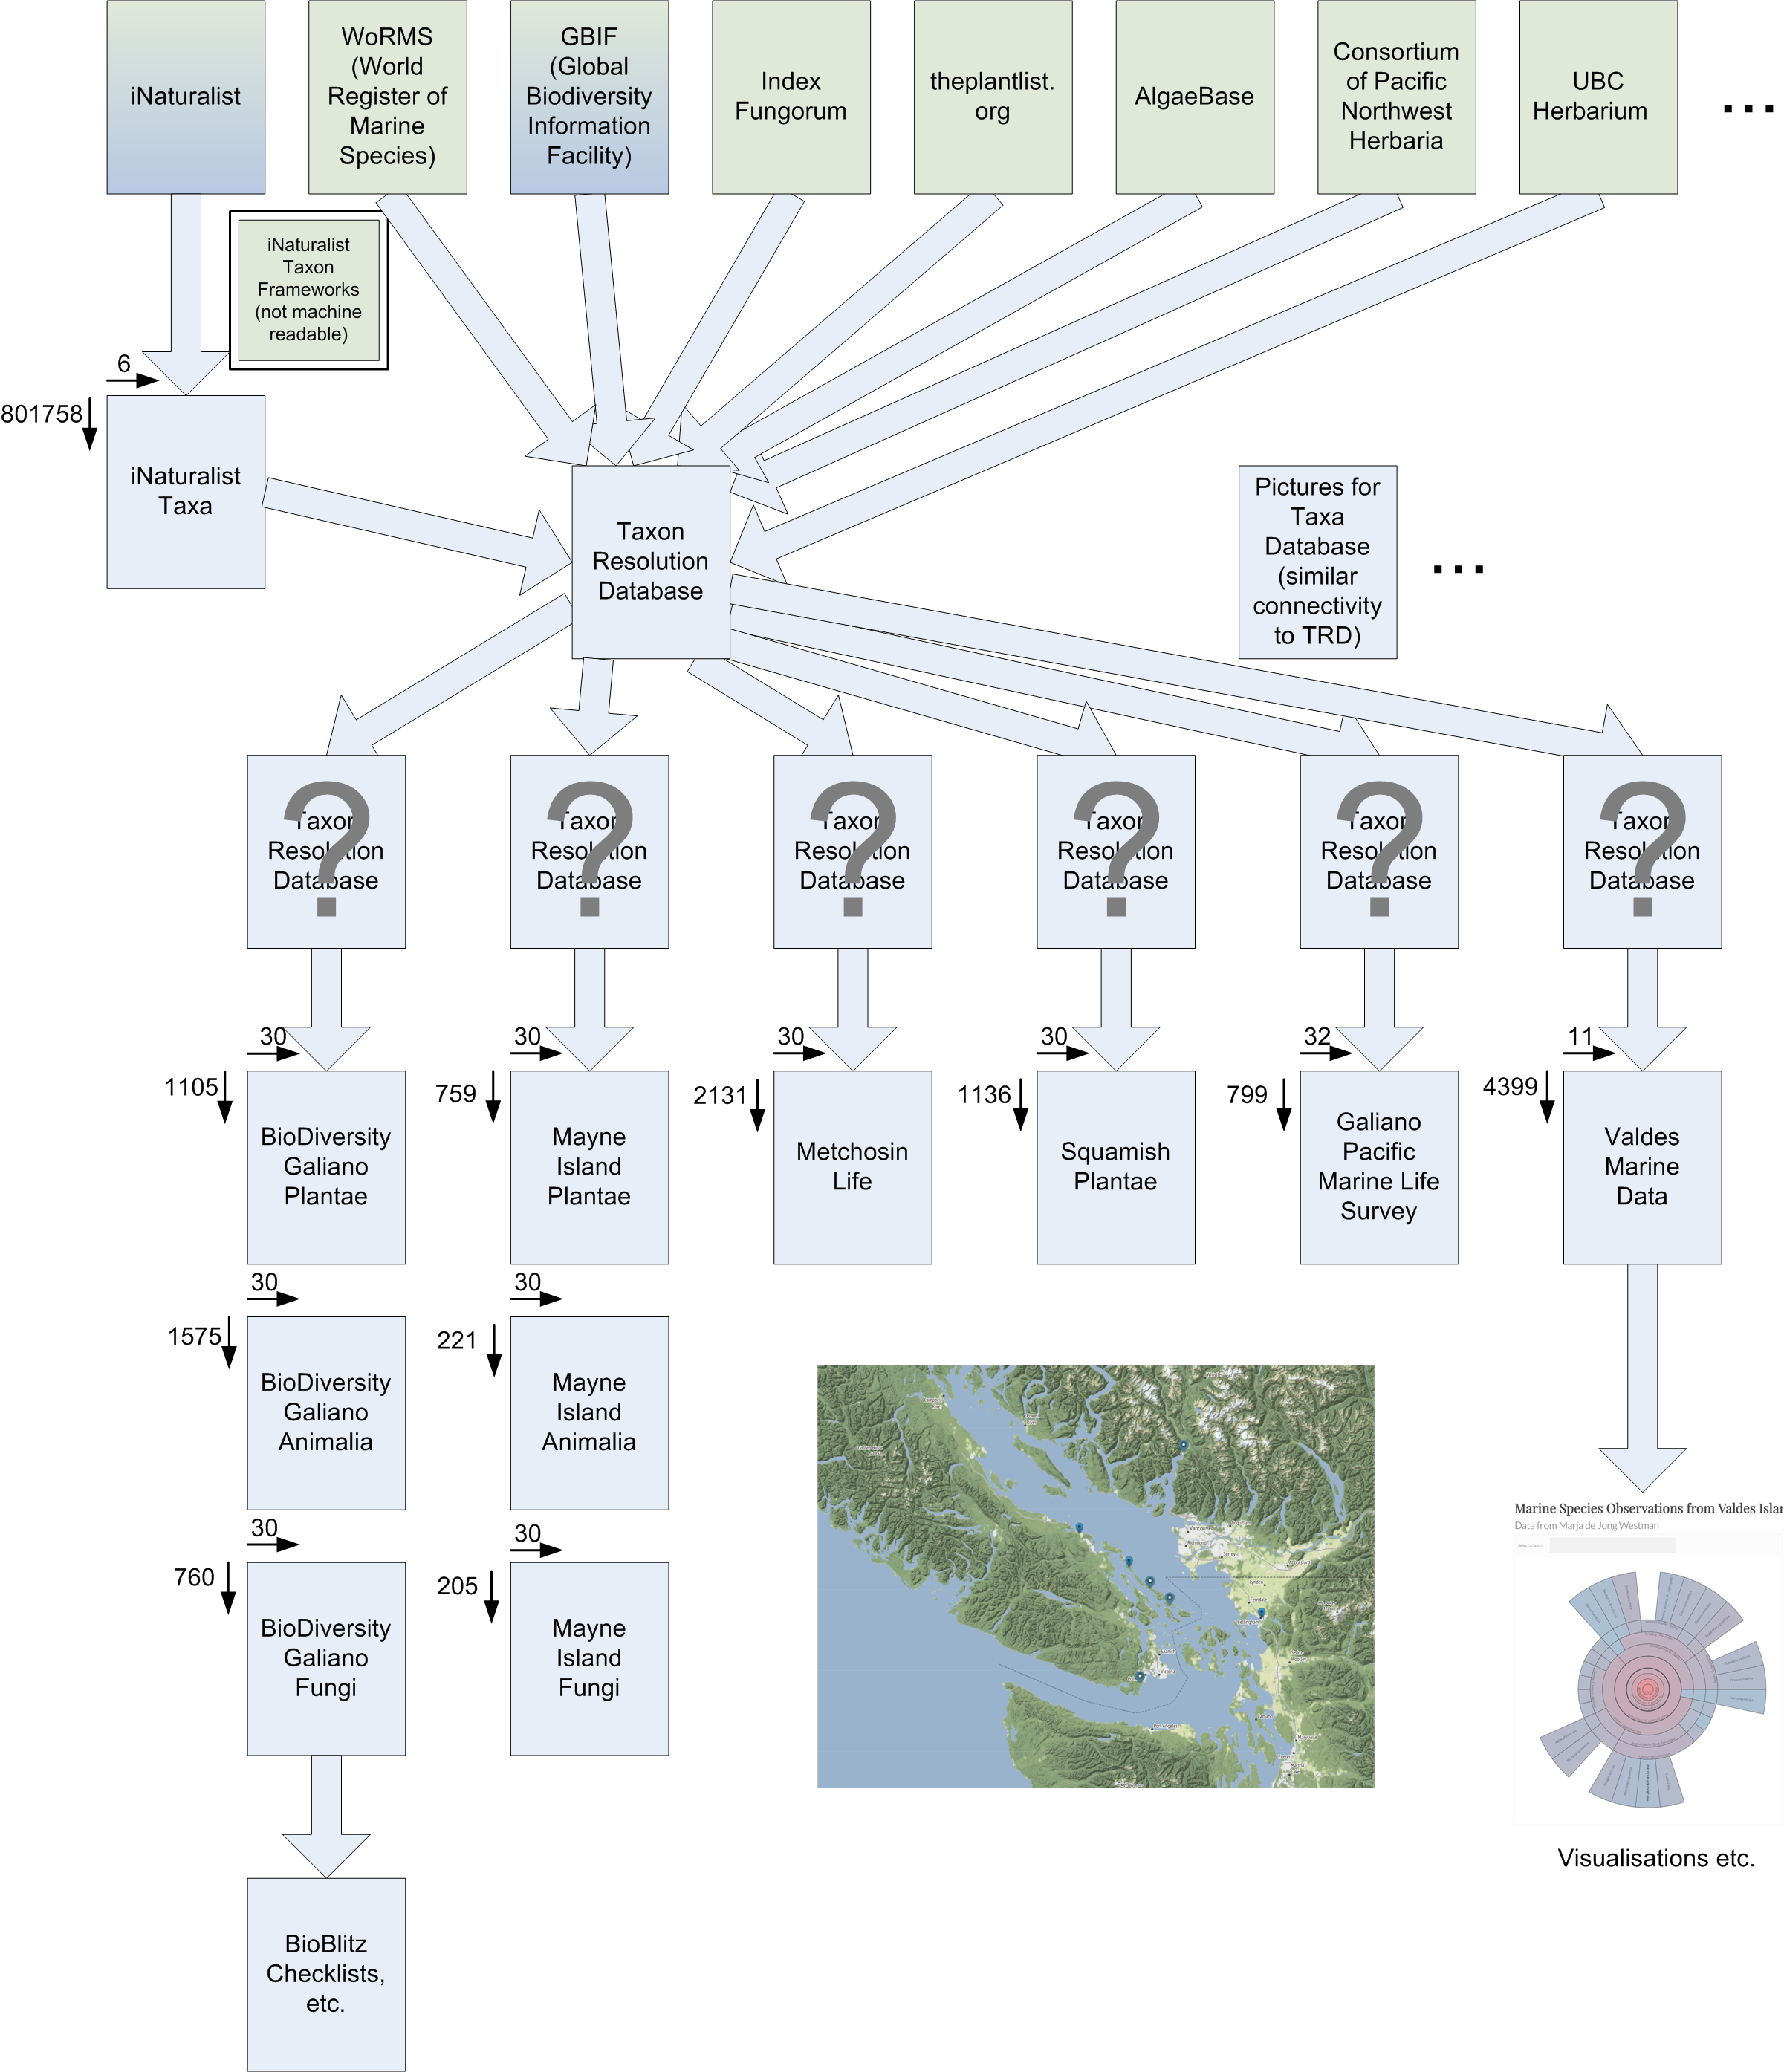 iNaturalist
WoRMS
(World
Register of
Marine
Species)
GBIF
(Global
Biodiversity
Information
Facility)
Index
Fungorum
theplantlist.
org
AlgaeBase
Consortium
of Pacific
Northwest
Herbaria
UBC
Herbarium
...
iNaturalist
Taxon
Frameworks
(not machine
readable)
6
801758
iNaturalist
Taxa
Taxon
Resolution
Database
Pictures for
Taxa
Database
(similar
connectivity
to TRD)
...
Taxon
Resolution
Database
?
Taxon
Resolution
Database
?
Taxon
Resolution
Database
?
Taxon
Resolution
Database
?
Taxon
Resolution
Database
?
Taxon
Resolution
Database
?
30
1105
BioDiversity
Galiano
Plantae
30
759
Mayne
Island
Plantae
30
2131
Metchosin
Life
30
1136
Squamish
Plantae
32
799
Galiano
Pacific
Marine Life
Survey
11
4399
Valdes
Marine
Data
30
1575
BioDiversity
Galiano
Animalia
30
221
Mayne
Island
Animalia
30
760
BioDiversity
Galiano
Fungi
30
205
Mayne
Island
Fungi
Marine Species Observations from Valdes Islan
Data from Marja de Jong Westman
Visualisations etc.
BioBlitz
Checklists,
etc.